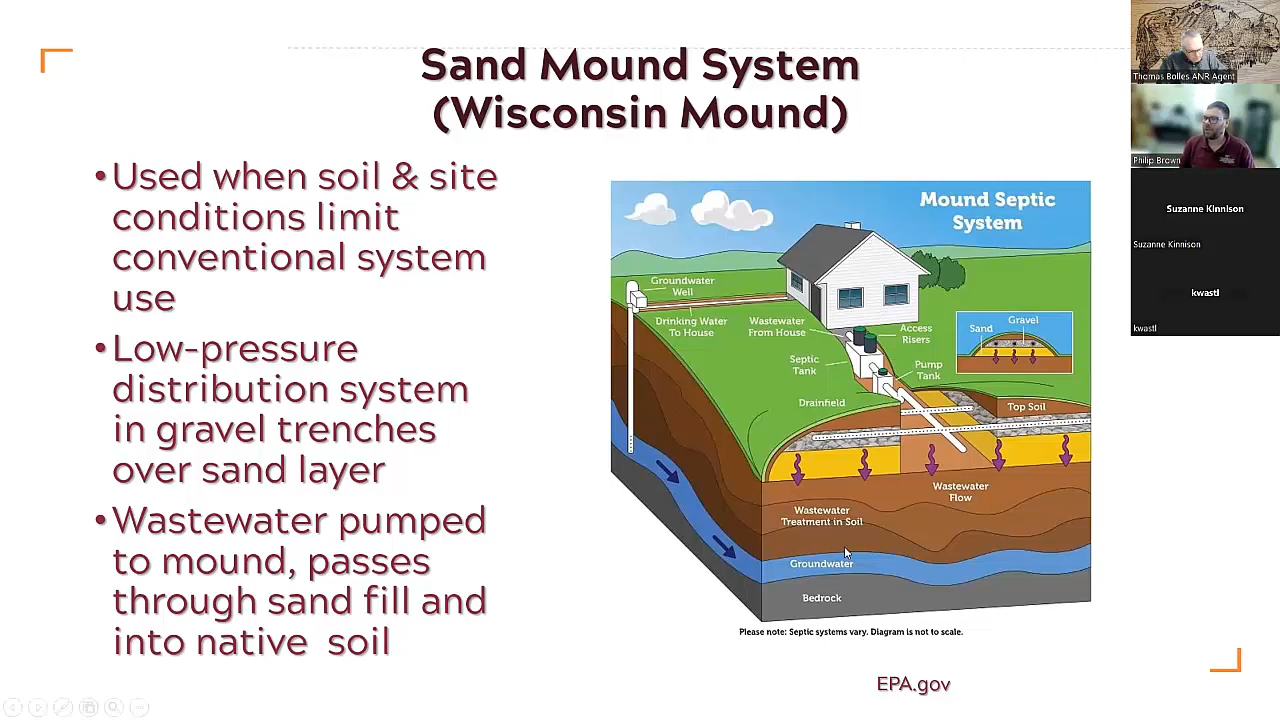 Sand Mound System
(Wisconsin Mound)
•Used when soil & site
conditions limit
conventional system
use
•Low-pressure
distribution system
in gravel trenches
over sand layer
•Wastewater pumped
to mound, passes
through sand fill and
into native soil
Mound Septic
System
Groundwater
Well
Drinking Water
To House
Wastewater
From House
Access
Risers
Septic
Tank
Pump
Tank
Sand
Gravel
Drainfield
Top Soil
Wastewater
Flow
Wastewater
Treatment in Soil
Groundwater
Bedrock
Please note: Septic systems vary. Diagram is not to scale.
EPA.gov
Thomas Bolles ANR Agent
Philip Brown
Suzanne Kinnison
Suzanne Kinnison
kwastl
kwastl